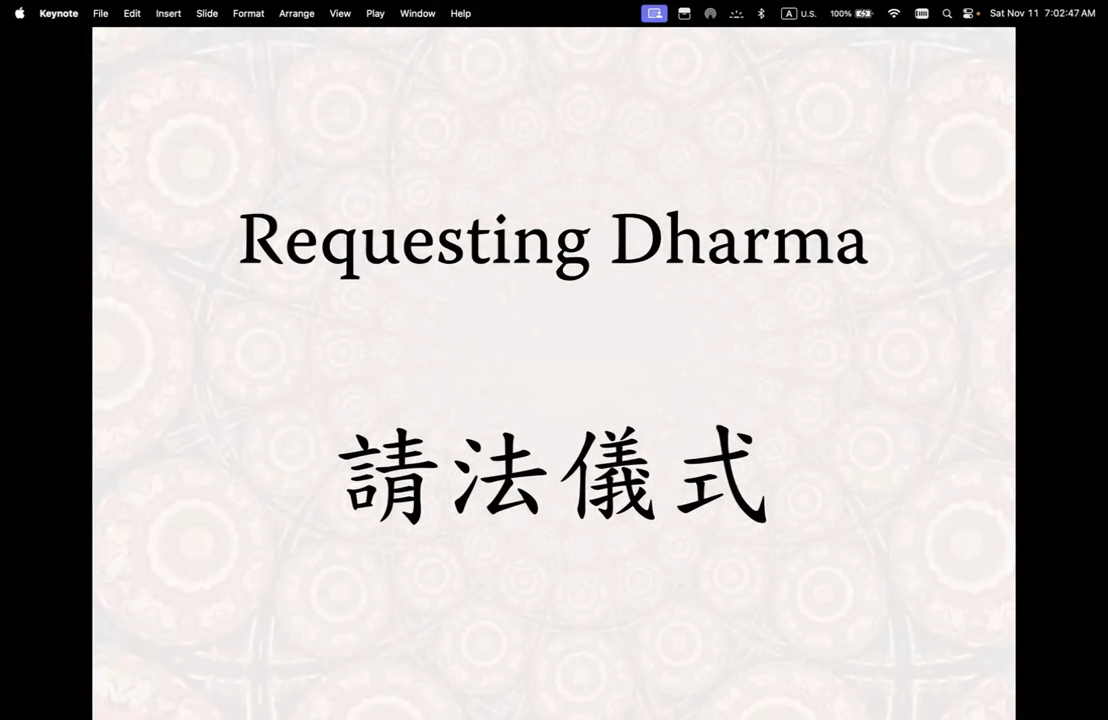 Keynote File Edit Insert Slide Format Arrange View Play Window Help A U.S. 100% Sat Nov 11 7:02:47 AM
Requesting Dharma
請法儀式